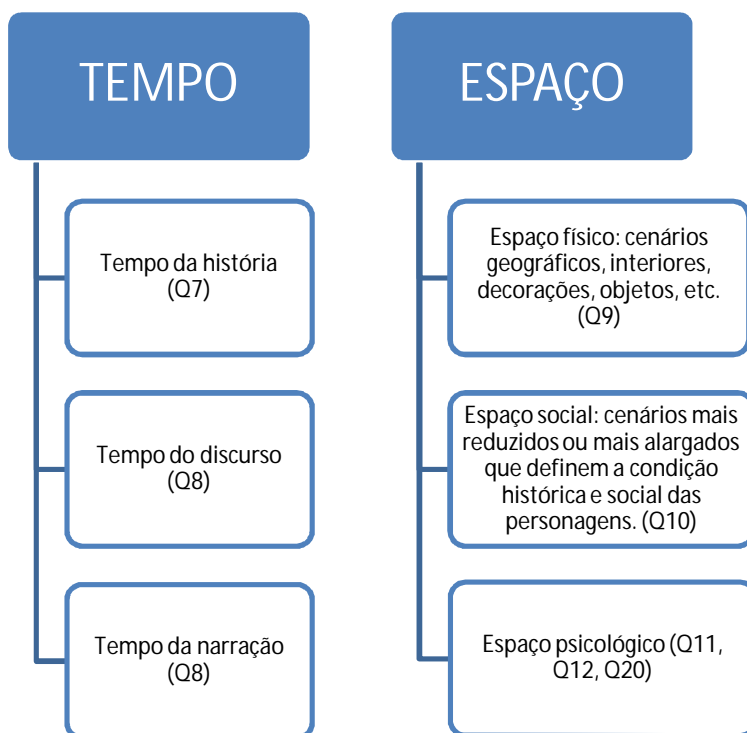 TEMPO
Tempo da história
(Q7)
Tempo do discurso
(Q8)
Tempo da narração
(Q8)
ESPAÇO
Espaço físico: cenários
geográficos, interiores,
decorações, objetos, etc.
(Q9)
Espaço social: cenários mais
reduzidos ou mais alargados
que definem a condição
histórica e social das
personagens. (Q10)
Espaço psicológico (Q11,
Q12, Q20)